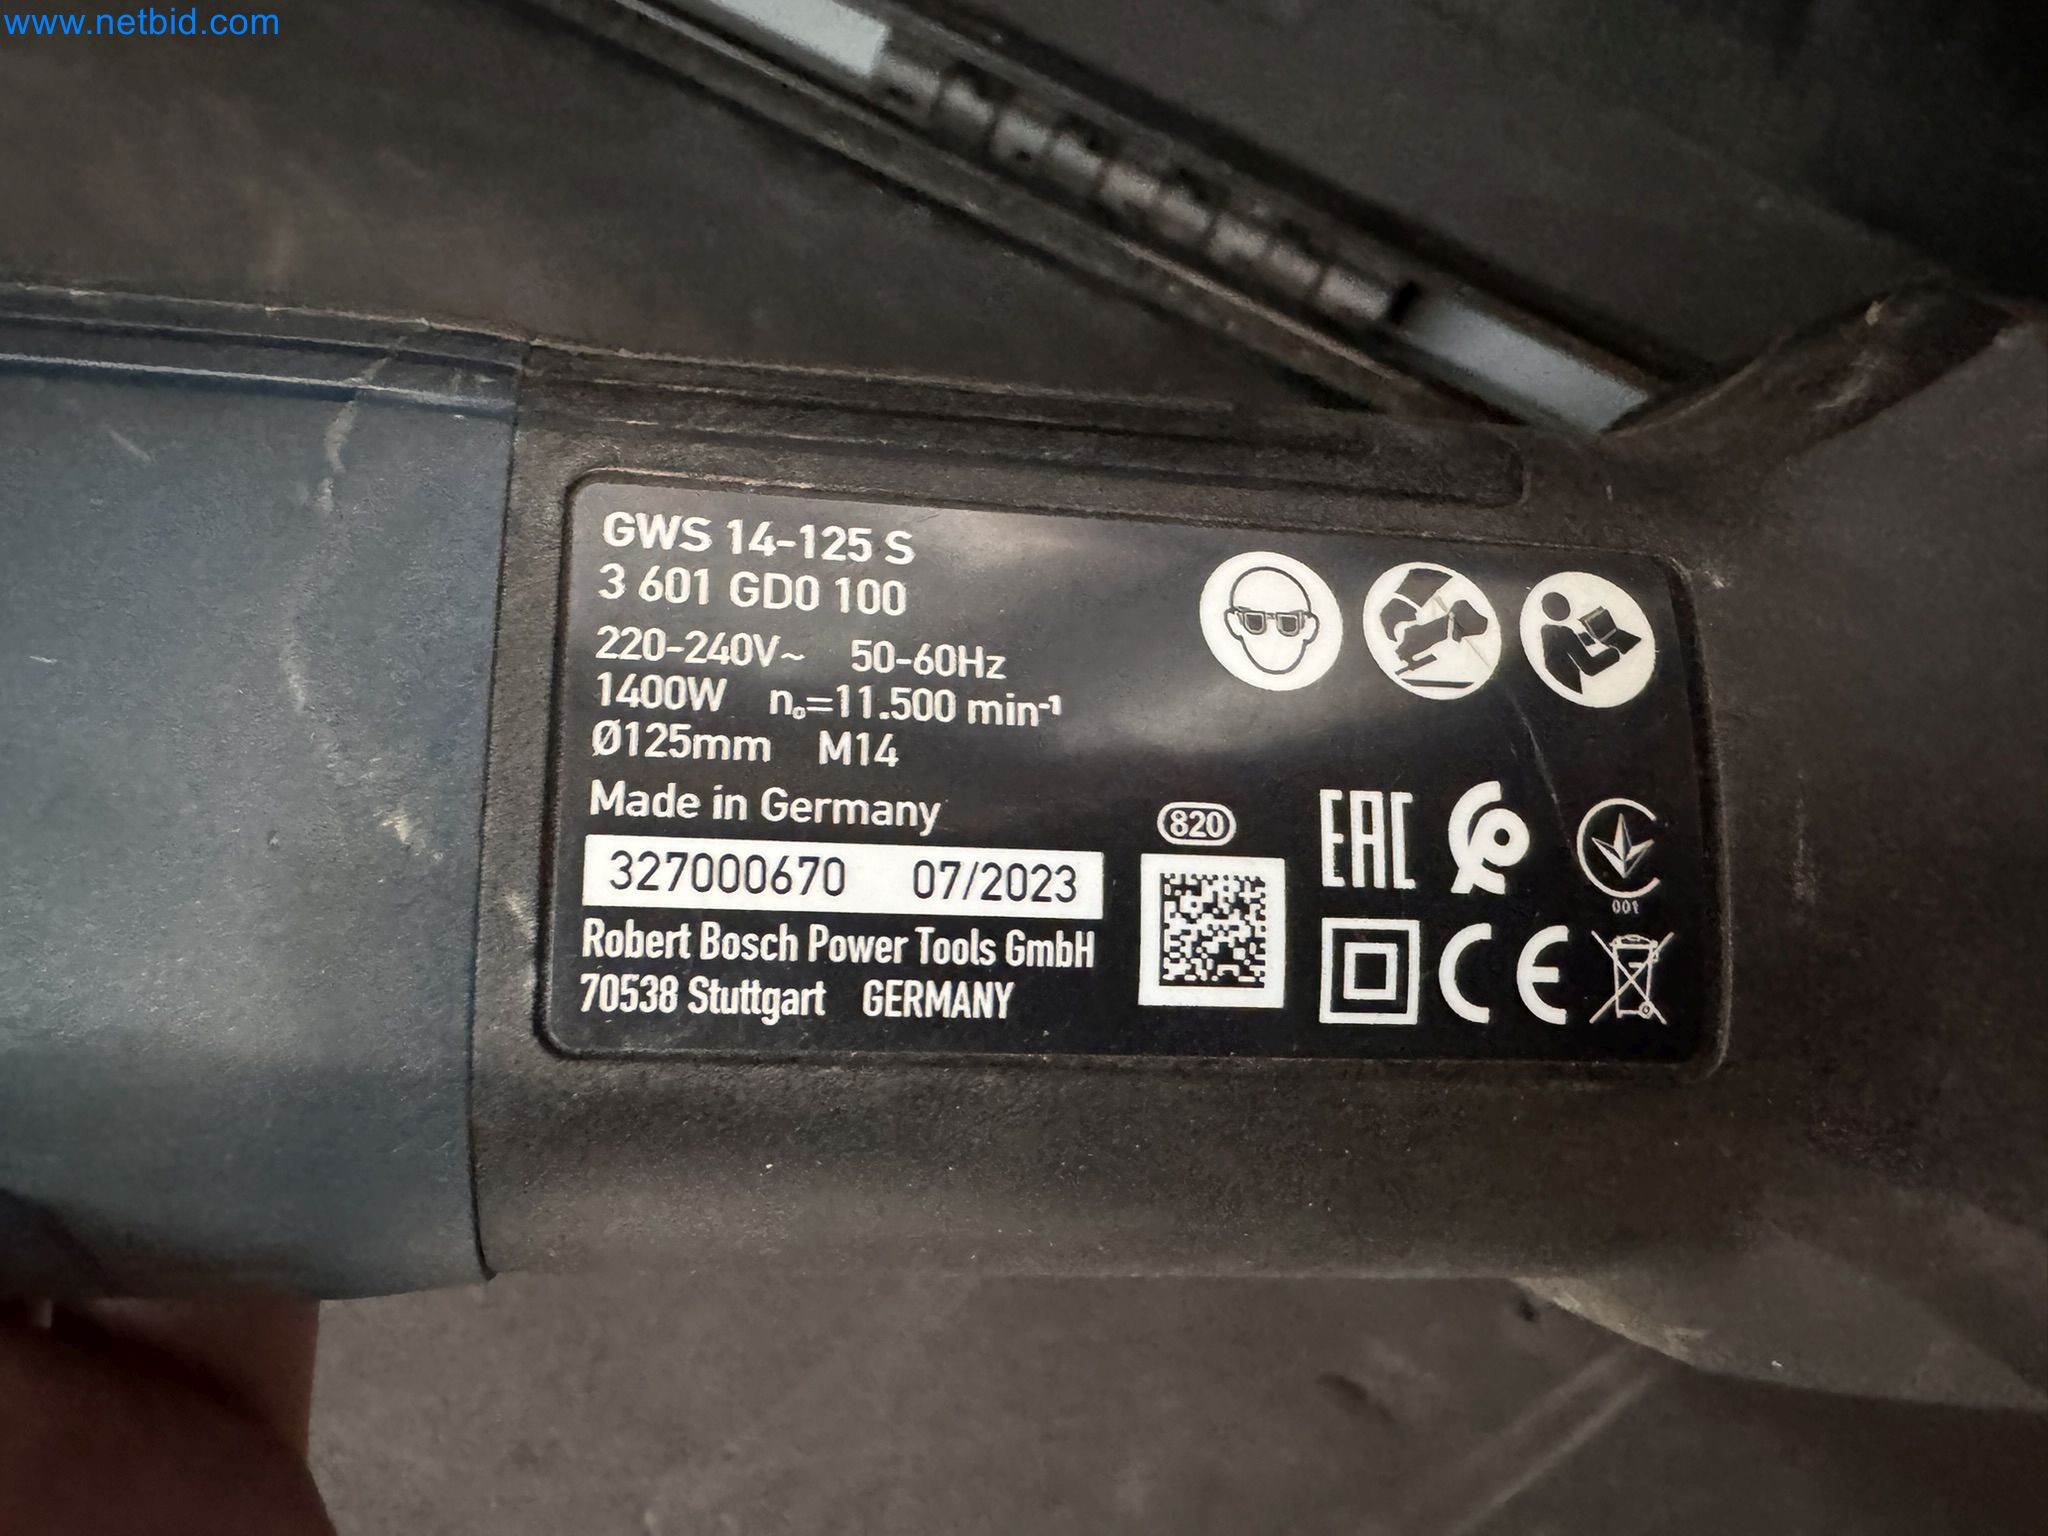 www.netbid.com
GWS 14-125 S
3 601 GD0 100
220-240V~ 50-60Hz
1400W n₀=11.500 min⁻¹
Ø125mm M14
Made in Germany
820
327000670 07/2023
EAC
001
Robert Bosch Power Tools GmbH
70538 Stuttgart GERMANY
CE